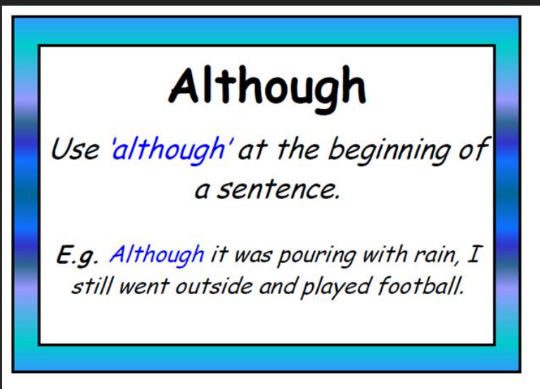 Although
Use 'although' at the beginning of
a sentence.
E.g. Although it was pouring with rain, I
still went outside and played football.